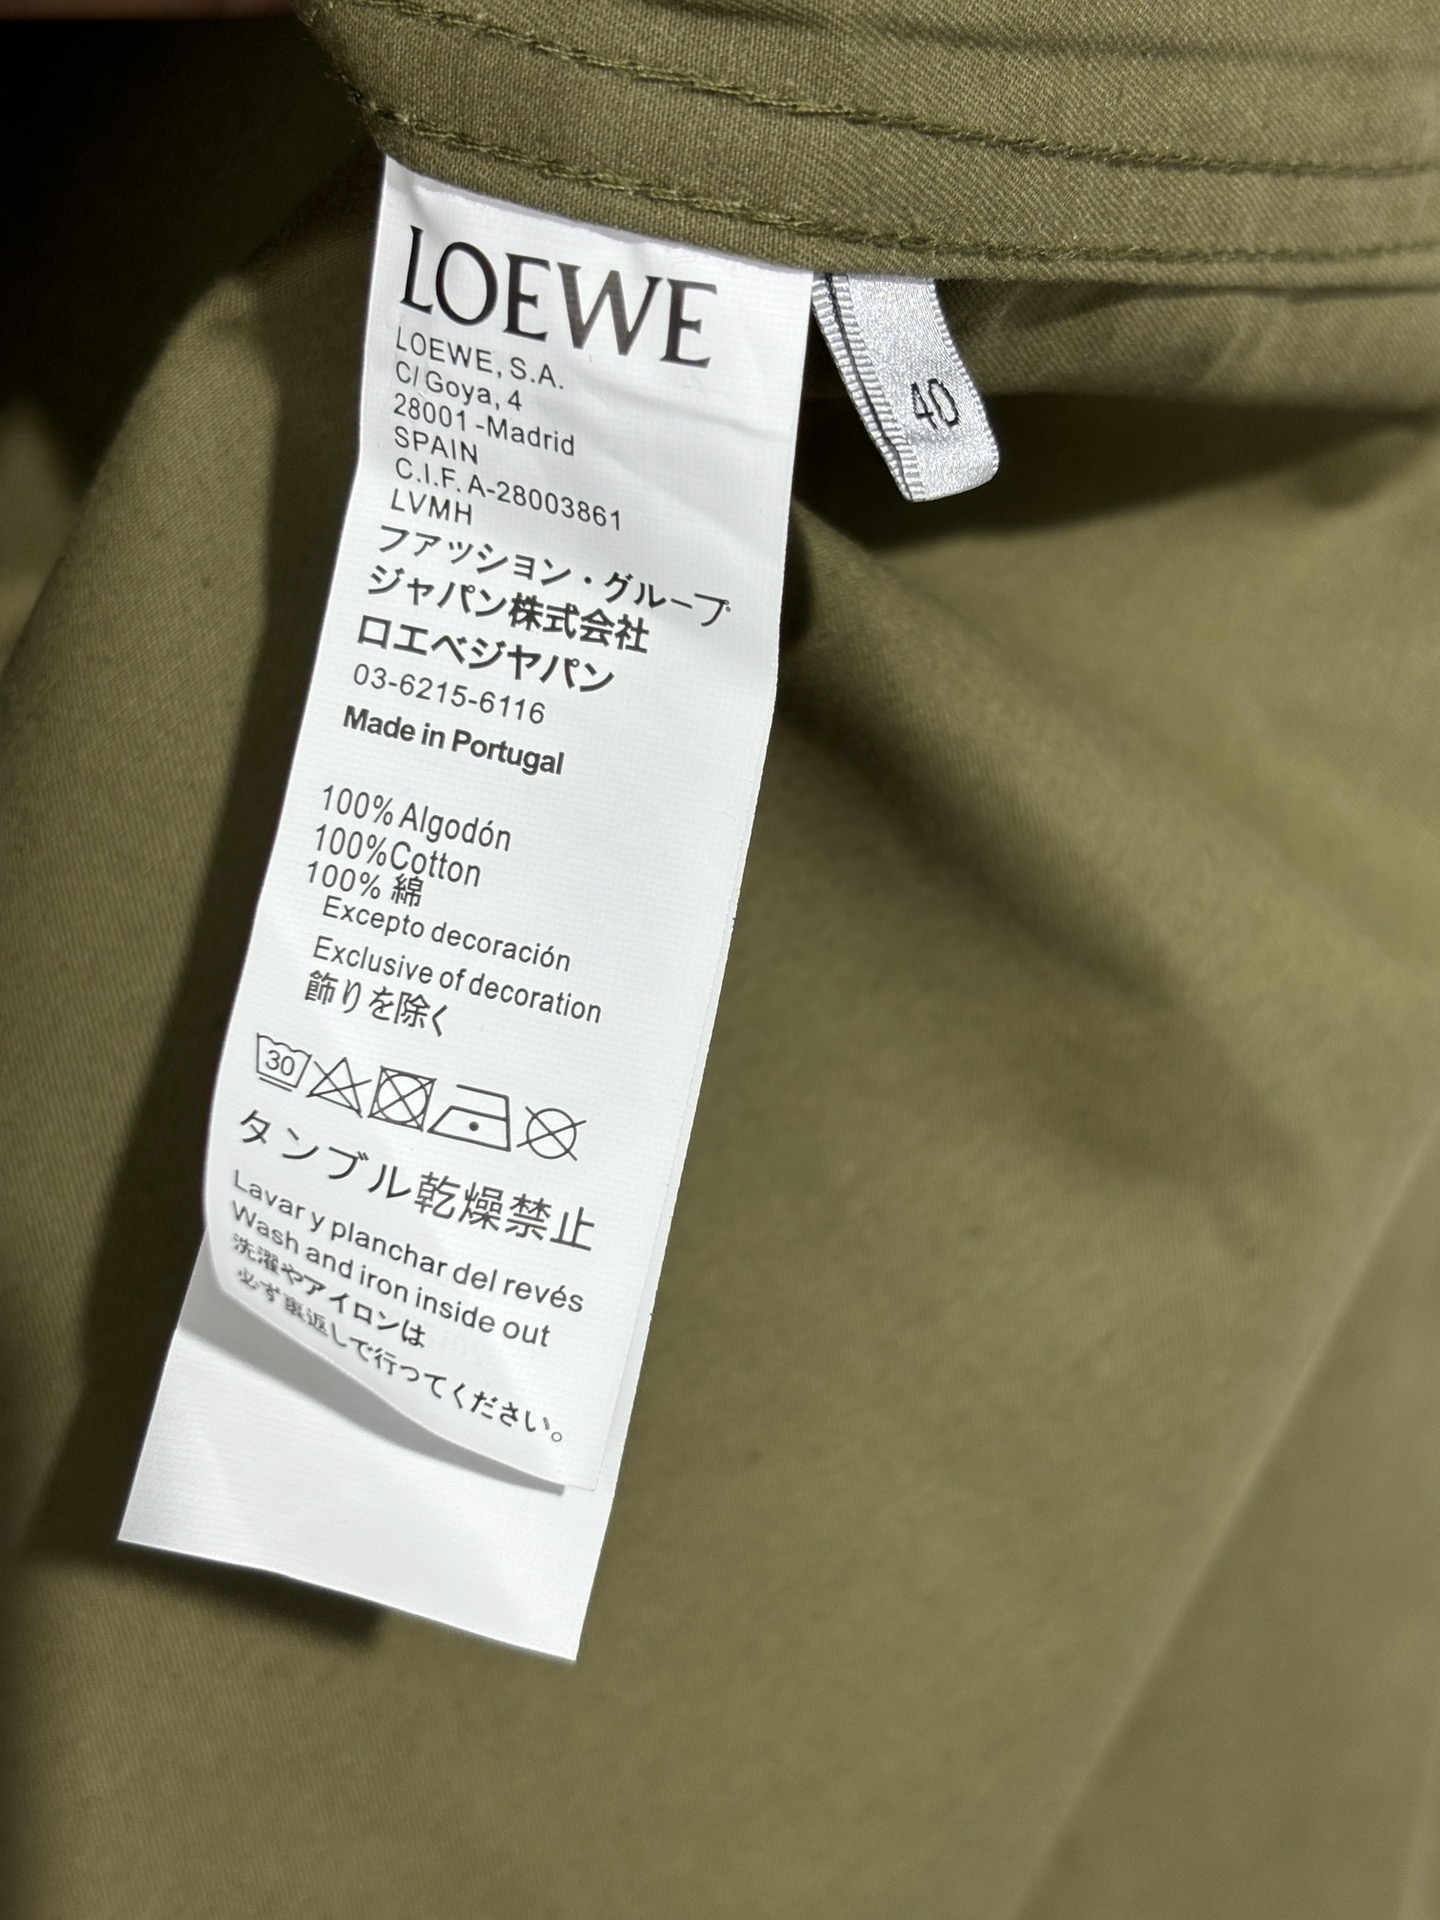 LOEWE
LOEWE, S.A.
C/ Goya, 4
28001 -Madrid
SPAIN
C.I.F. A-28003861
LVMH
ファッション・グループ
ジャパン株式会社
ロエベジャパン
03-6215-6116
Made in Portugal
100% Algodón
100%Cotton
100% 綿
Excepto decoración
Exclusive of decoration
飾りを除く
30
タンブル乾燥禁止
Lavar y planchar del revés
Wash and iron inside out
洗濯やアイロンは
必ず裏返しで行ってください。
40